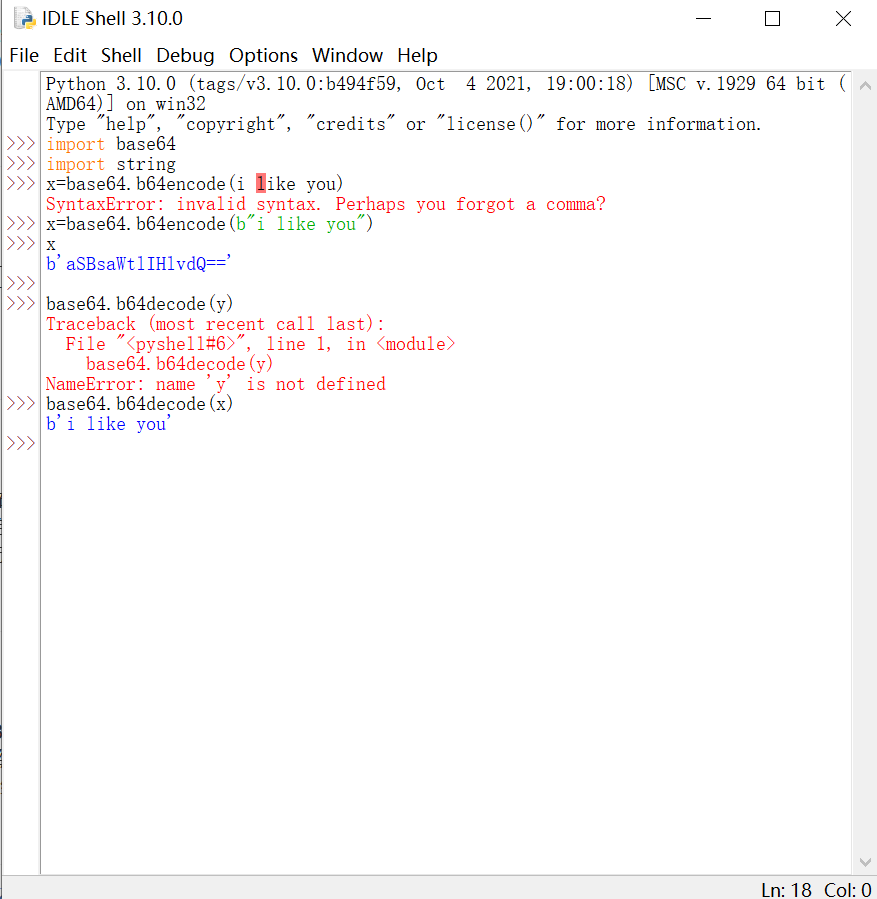 IDLE Shell 3.10.0
File Edit Shell Debug Options Window Help
Python 3.10.0 (tags/v3.10.0:b494f59, Oct  4 2021, 19:00:18) [MSC v.1929 64 bit (
AMD64)] on win32
Type "help", "copyright", "credits" or "license()" for more information.
>>> import base64
>>> import string
>>> x=base64.b64encode(i like you)
SyntaxError: invalid syntax. Perhaps you forgot a comma?
>>> x=base64.b64encode(b"i like you")
>>> x
b'aSBsaWtlIHlvdQ=='
>>>
>>> base64.b64decode(y)
Traceback (most recent call last):
  File "<pyshell#6>", line 1, in <module>
    base64.b64decode(y)
NameError: name 'y' is not defined
>>> base64.b64decode(x)
b'i like you'
>>>
Ln: 18 Col: 0